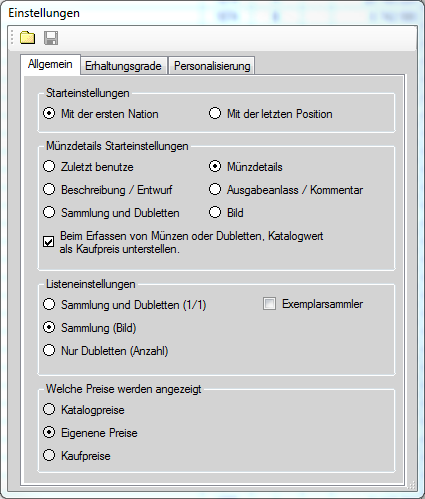 Einstellungen
Allgemein
Erhaltungsgrade
Personalisierung
Starteinstellungen
Mit der ersten Nation
Mit der letzten Position
Münzdetails Starteinstellungen
Zuletzt benutze
Münzdetails
Beschreibung / Entwurf
Ausgabeanlass / Kommentar
Sammlung und Dubletten
Bild
Beim Erfassen von Münzen oder Dubletten, Katalogwert
als Kaufpreis unterstellen.
Listeneinstellungen
Sammlung und Dubletten (1/1)
Exemplarsammler
Sammlung (Bild)
Nur Dubletten (Anzahl)
Welche Preise werden angezeigt
Katalogpreise
Eigenene Preise
Kaufpreise